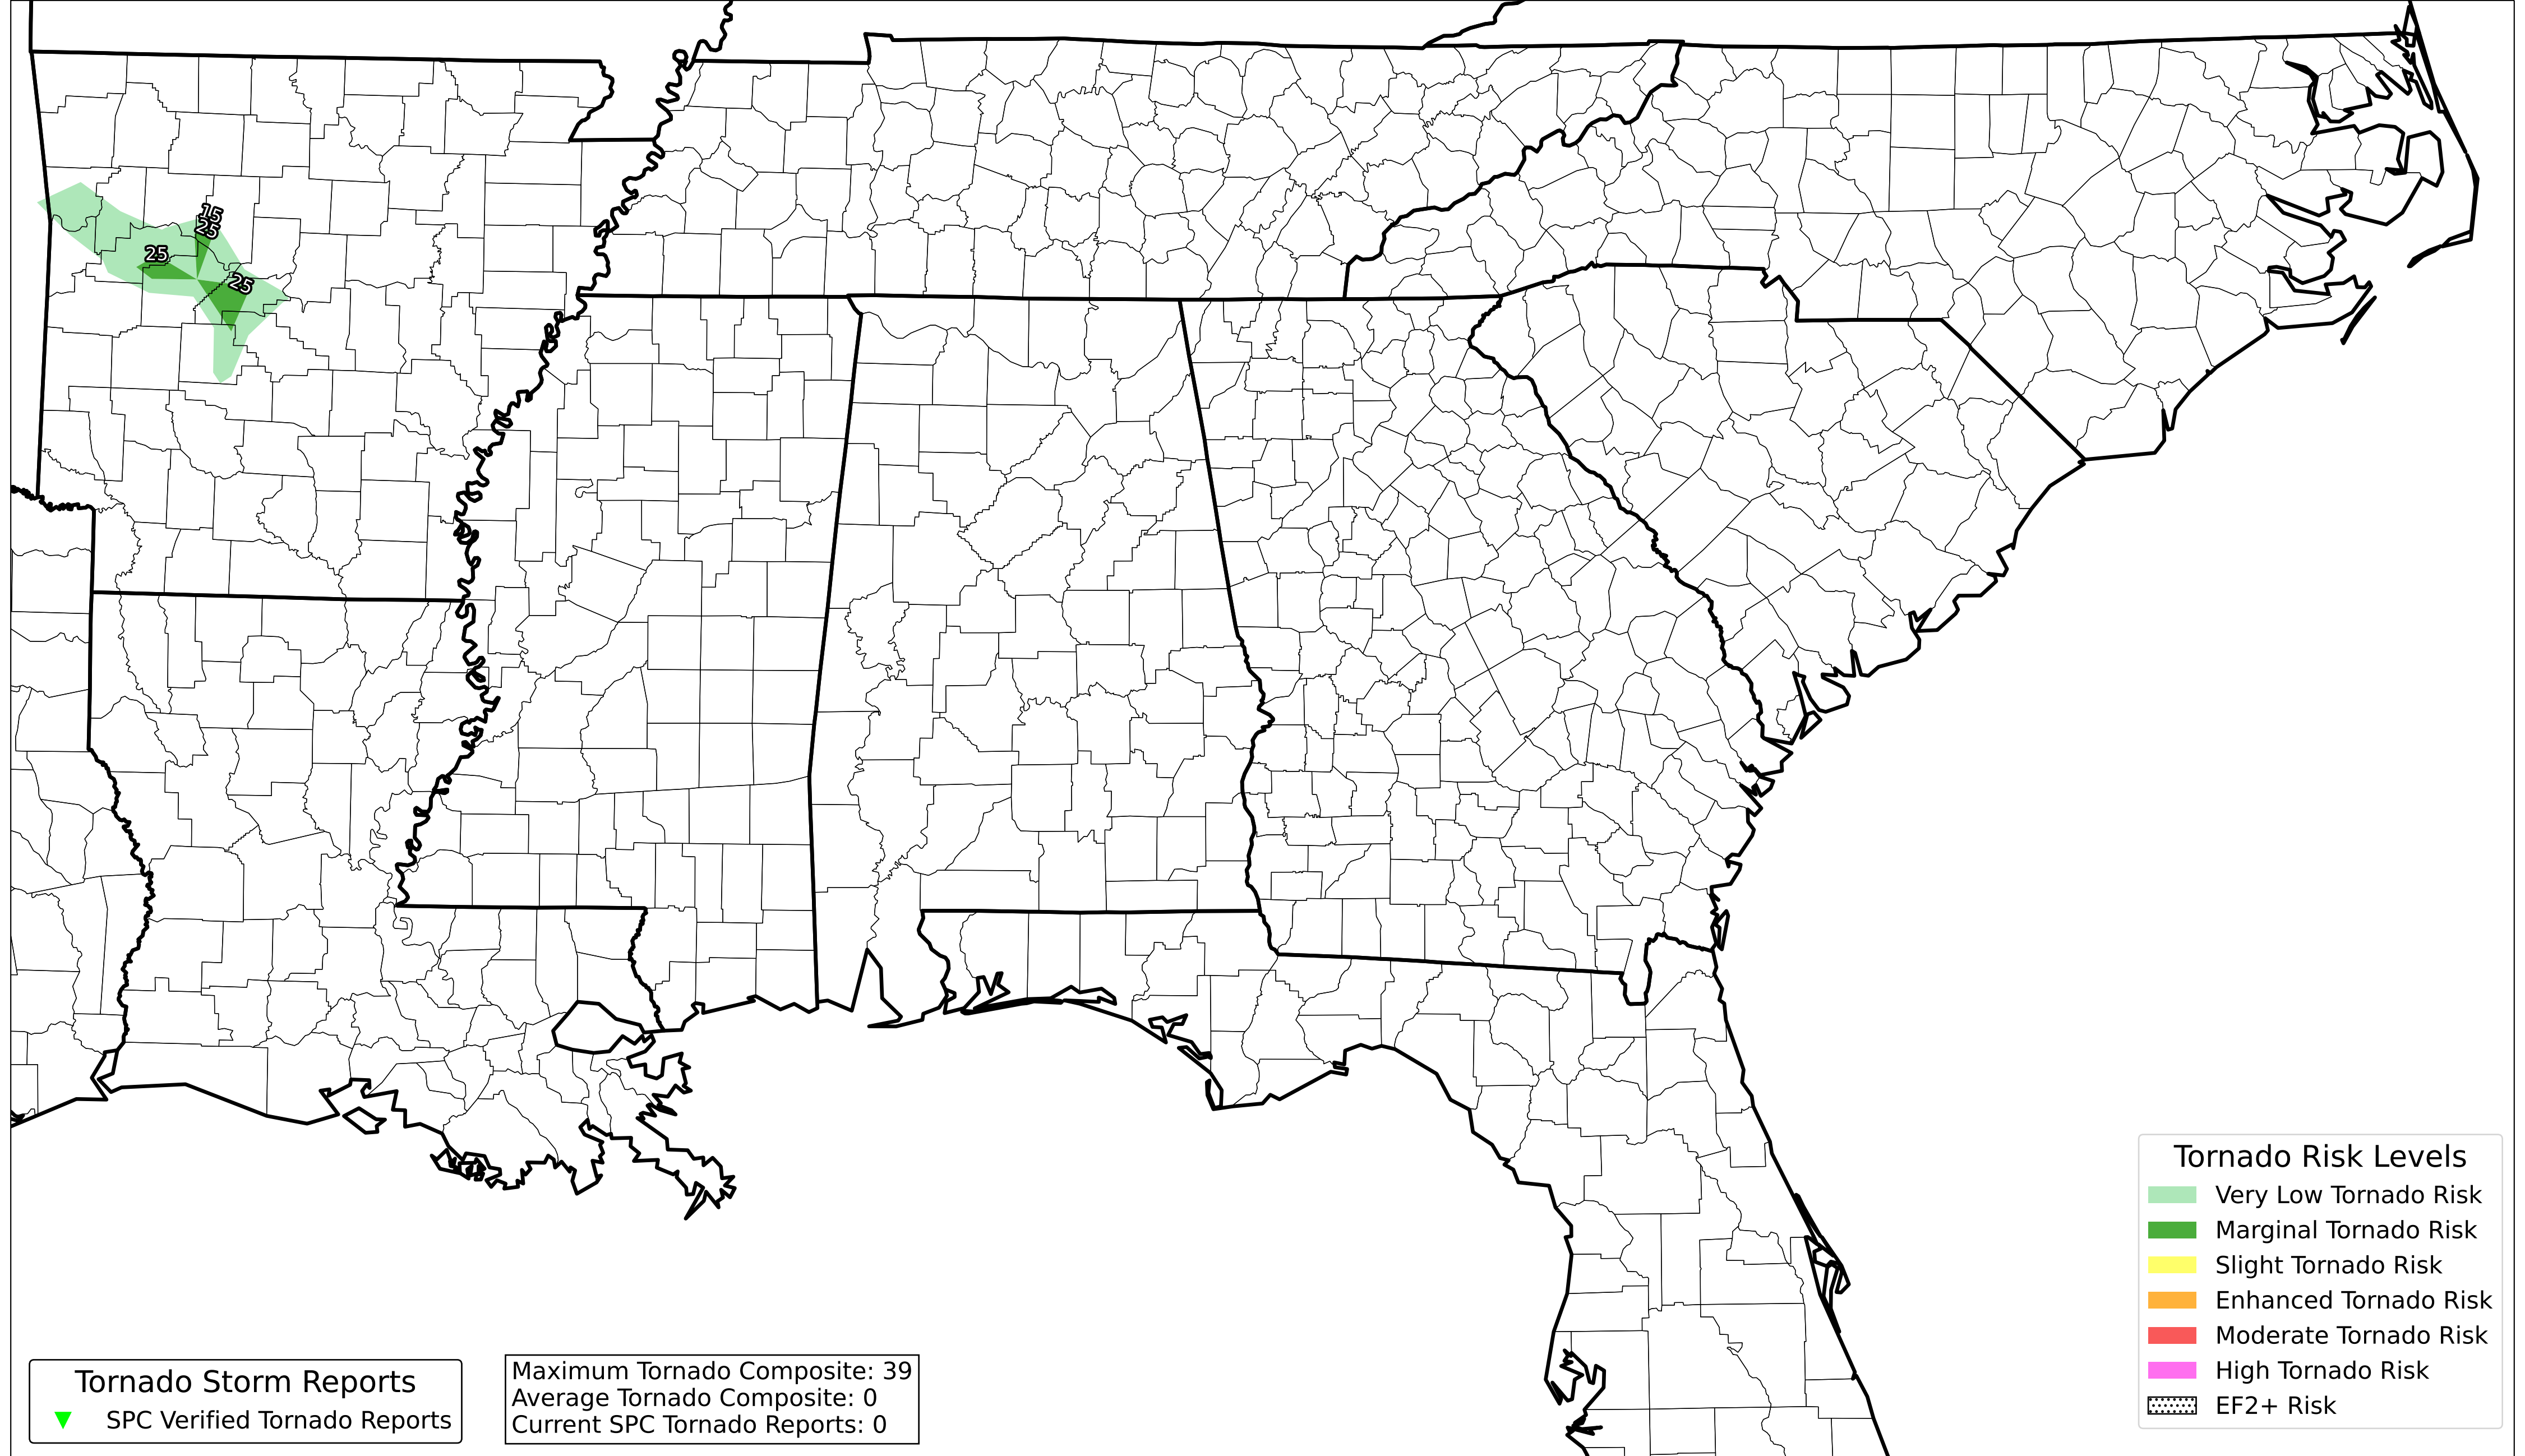 15
25
25
25
Tornado Storm Reports
SPC Verified Tornado Reports
Maximum Tornado Composite: 39
Average Tornado Composite: 0
Current SPC Tornado Reports: 0
Tornado Risk Levels
Very Low Tornado Risk
Marginal Tornado Risk
Slight Tornado Risk
Enhanced Tornado Risk
Moderate Tornado Risk
High Tornado Risk
EF2+ Risk